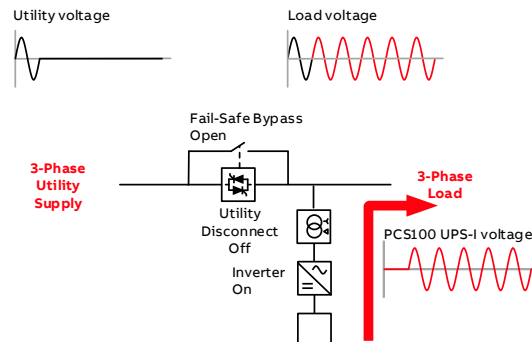 Utility voltage
Load voltage
Fail-Safe Bypass
Open
3-Phase
Utility
Supply
3-Phase
Load
Utility
Disconnect
Off
PCS100 UPS-I voltage
Inverter
On